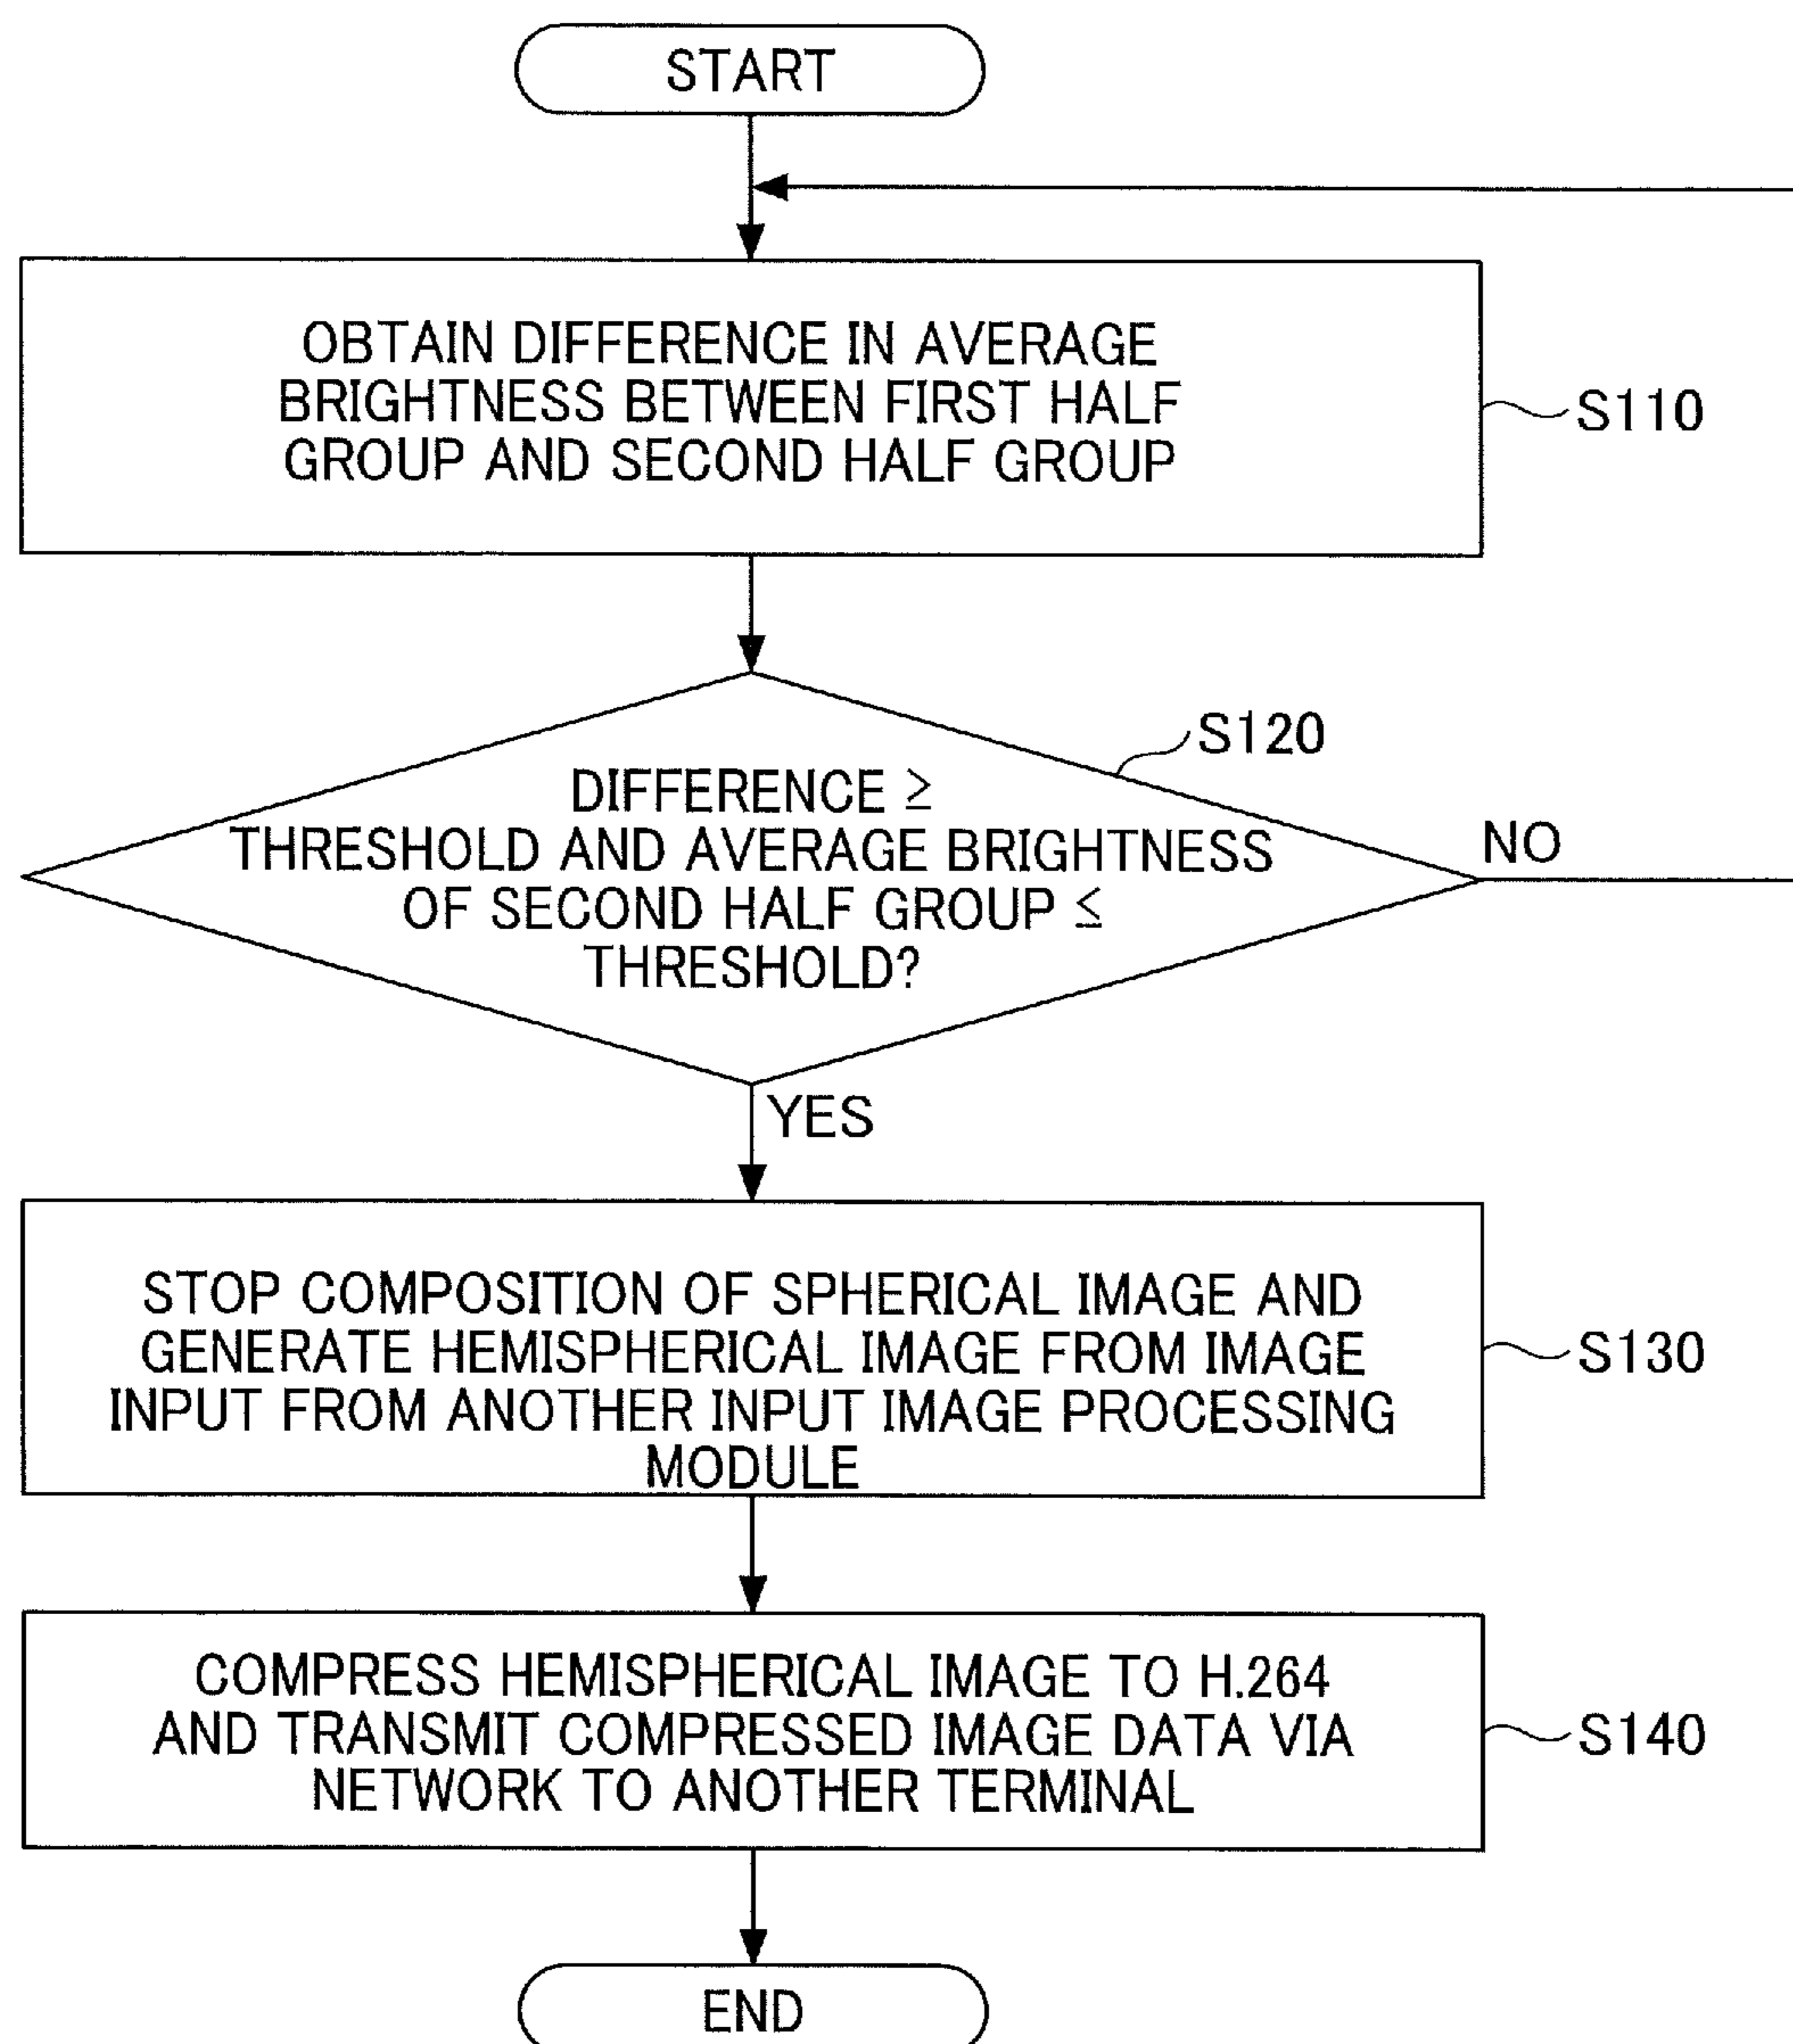 START
OBTAIN DIFFERENCE IN AVERAGE
BRIGHTNESS BETWEEN FIRST HALF
GROUP AND SECOND HALF GROUP
S110
S120
DIFFERENCE ≥
THRESHOLD AND AVERAGE BRIGHTNESS
OF SECOND HALF GROUP ≤
THRESHOLD?
NO
YES
STOP COMPOSITION OF SPHERICAL IMAGE AND
GENERATE HEMISPHERICAL IMAGE FROM IMAGE
INPUT FROM ANOTHER INPUT IMAGE PROCESSING
MODULE
S130
COMPRESS HEMISPHERICAL IMAGE TO H.264
AND TRANSMIT COMPRESSED IMAGE DATA VIA
NETWORK TO ANOTHER TERMINAL
S140
END